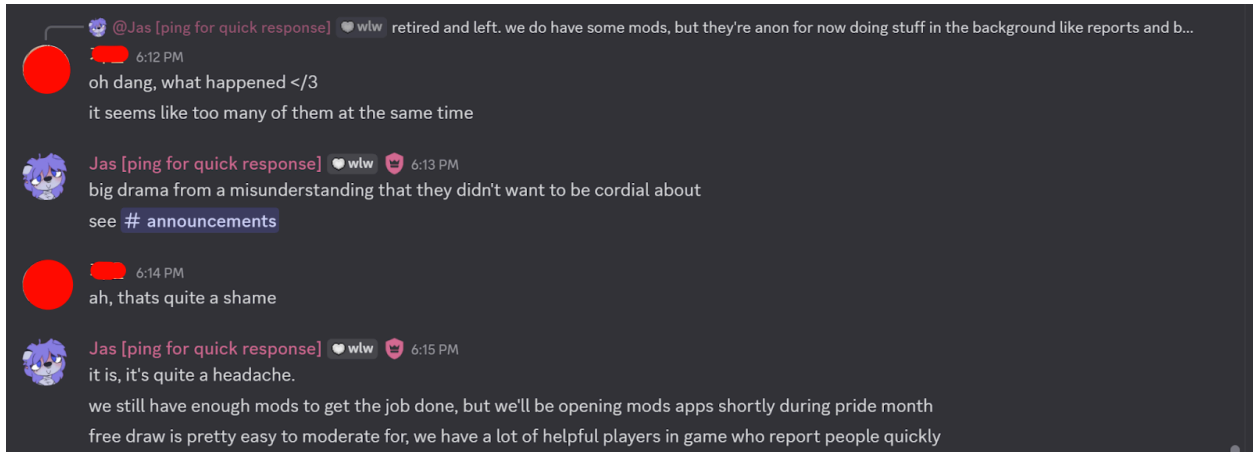 @Jas [ping for quick response] wlw retired and left. we do have some mods, but they're anon for now doing stuff in the background like reports and b...
6:12 PM
oh dang, what happened </3
it seems like too many of them at the same time
Jas [ping for quick response] wlw 6:13 PM
big drama from a misunderstanding that they didn't want to be cordial about
see # announcements
6:14 PM
ah, thats quite a shame
Jas [ping for quick response] wlw 6:15 PM
it is, it's quite a headache.
we still have enough mods to get the job done, but we'll be opening mods apps shortly during pride month
free draw is pretty easy to moderate for, we have a lot of helpful players in game who report people quickly